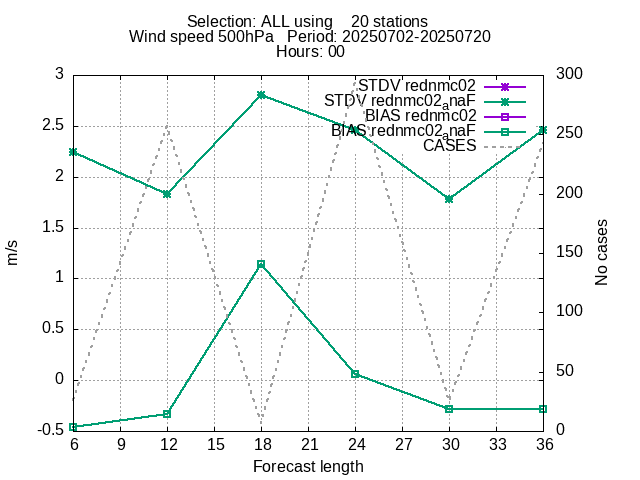 Selection: ALL using    20 stations
Wind speed 500hPa   Period: 20250702-20250720
Hours: 00
3
2.5
2
1.5
1
0.5
0
-0.5
300
250
200
150
100
50
0
STDV rednmc02
STDV rednmc02anaF
BIAS rednmc02
BIAS rednmc02anaF
CASES
m/s
No cases
6 9 12 15 18 21 24 27 30 33 36
Forecast length